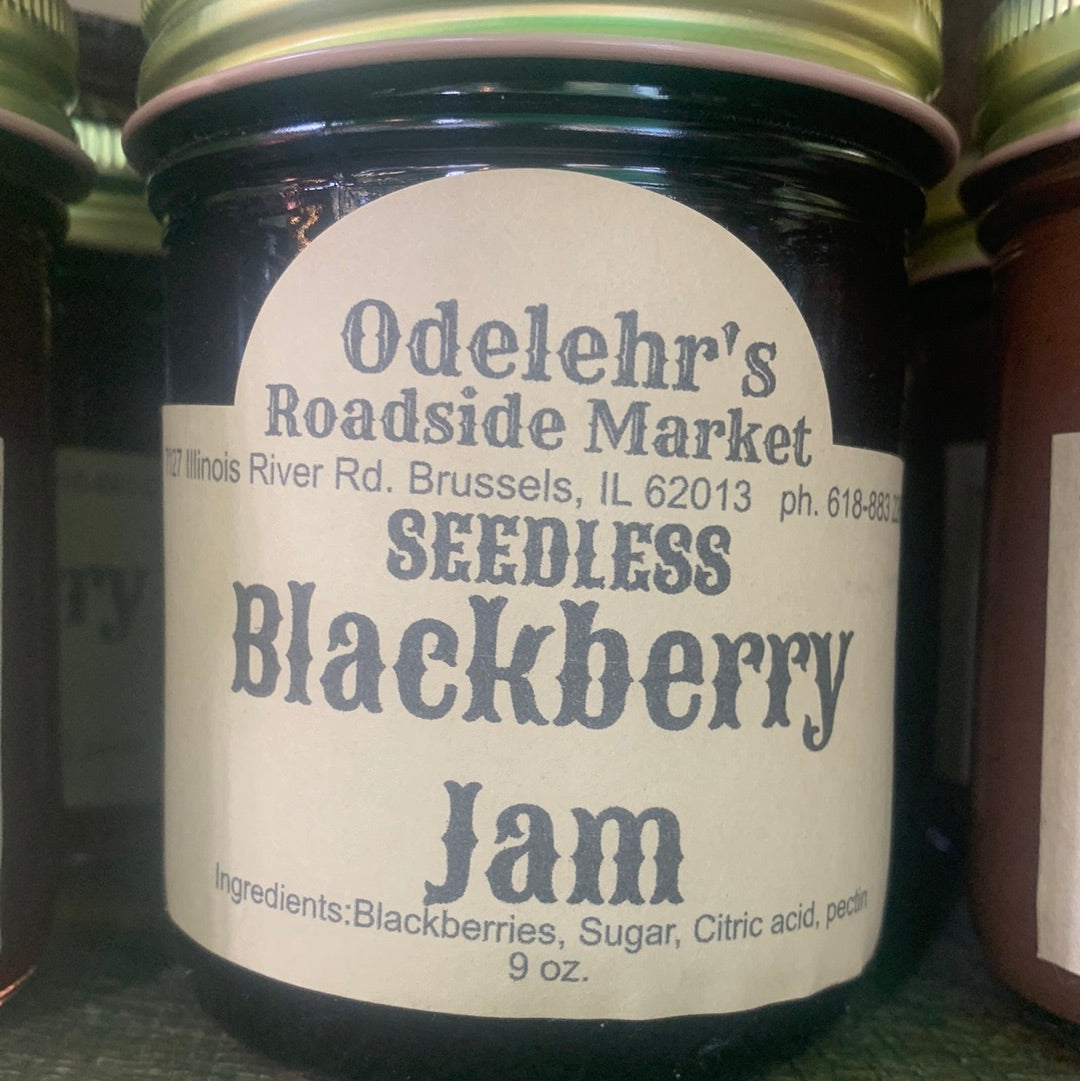 Odelehr's
Roadside Market
Illinois River Rd. Brussels, IL 62013 ph. 618-883
SEEDLESS
Blackberry
Jam
Ingredients:Blackberries, Sugar, Citric acid, pectin
9 oz.
ry